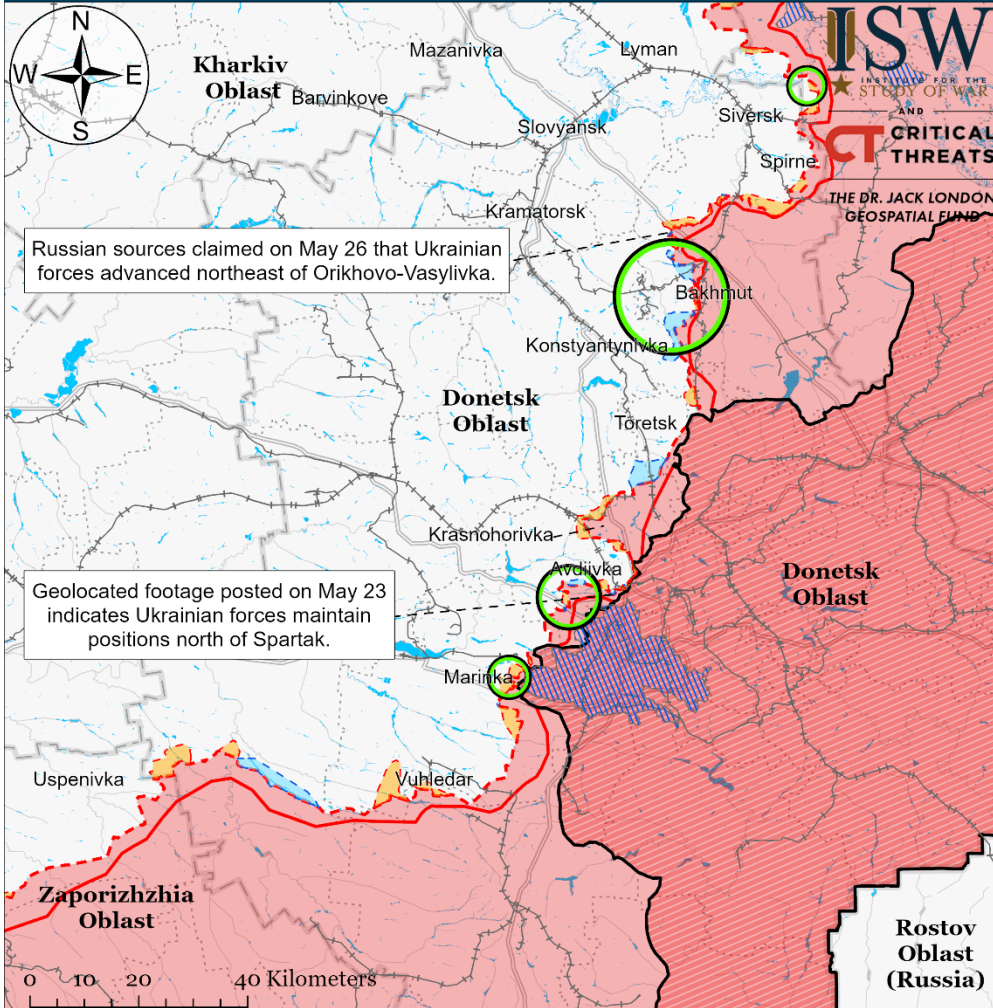 N
W
E
S
ISW
INSTITUTE FOR THE
STUDY OF WAR
AND
CT CRITICAL
THREATS
THE DR. JACK LONDON
GEOSPATIAL FUND
Mazanivka
Lyman
Kharkiv
Oblast
Barvinkove
Siversk
Slovyansk
Spirne
Kramatorsk
Russian sources claimed on May 26 that Ukrainian
forces advanced northeast of Orikhovo-Vasylivka.
Bakhmut
Konstyantynivka
Donetsk
Oblast
Toretsk
Krasnohorivka
Avdiivka
Donetsk
Oblast
Geolocated footage posted on May 23
indicates Ukrainian forces maintain
positions north of Spartak.
Marinka
Uspenivka
Vuhledar
Zaporizhzhia
Oblast
Rostov
Oblast
(Russia)
0 10 20 40 Kilometers